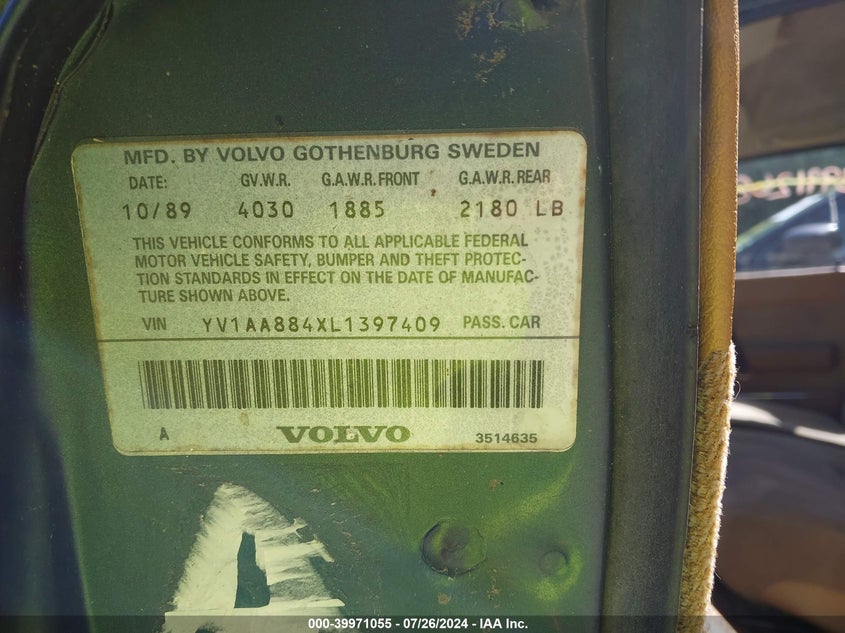 MFD. BY VOLVO GOTHENBURG SWEDEN
DATE: G.V.W.R. G.A.W.R. FRONT G.A.W.R. REAR
10/89 4030 1885 2180 LB
THIS VEHICLE CONFORMS TO ALL APPLICABLE FEDERAL
MOTOR VEHICLE SAFETY, BUMPER AND THEFT PROTEC-
TION STANDARDS IN EFFECT ON THE DATE OF MANUFAC-
TURE SHOWN ABOVE.
VIN YV1AA884XL1397409 PASS. CAR
A VOLVO 3514635
000-39971055 / 07/26/2024 - IAA Inc.